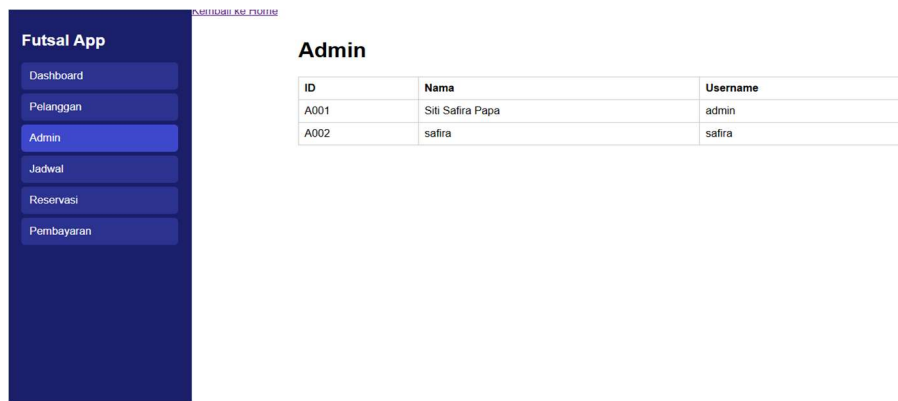 Kembali ke Home
Futsal App
Dashboard
Pelanggan
Admin
Jadwal
Reservasi
Pembayaran
Admin
ID Nama Username
A001 Siti Safira Papa admin
A002 safira safira